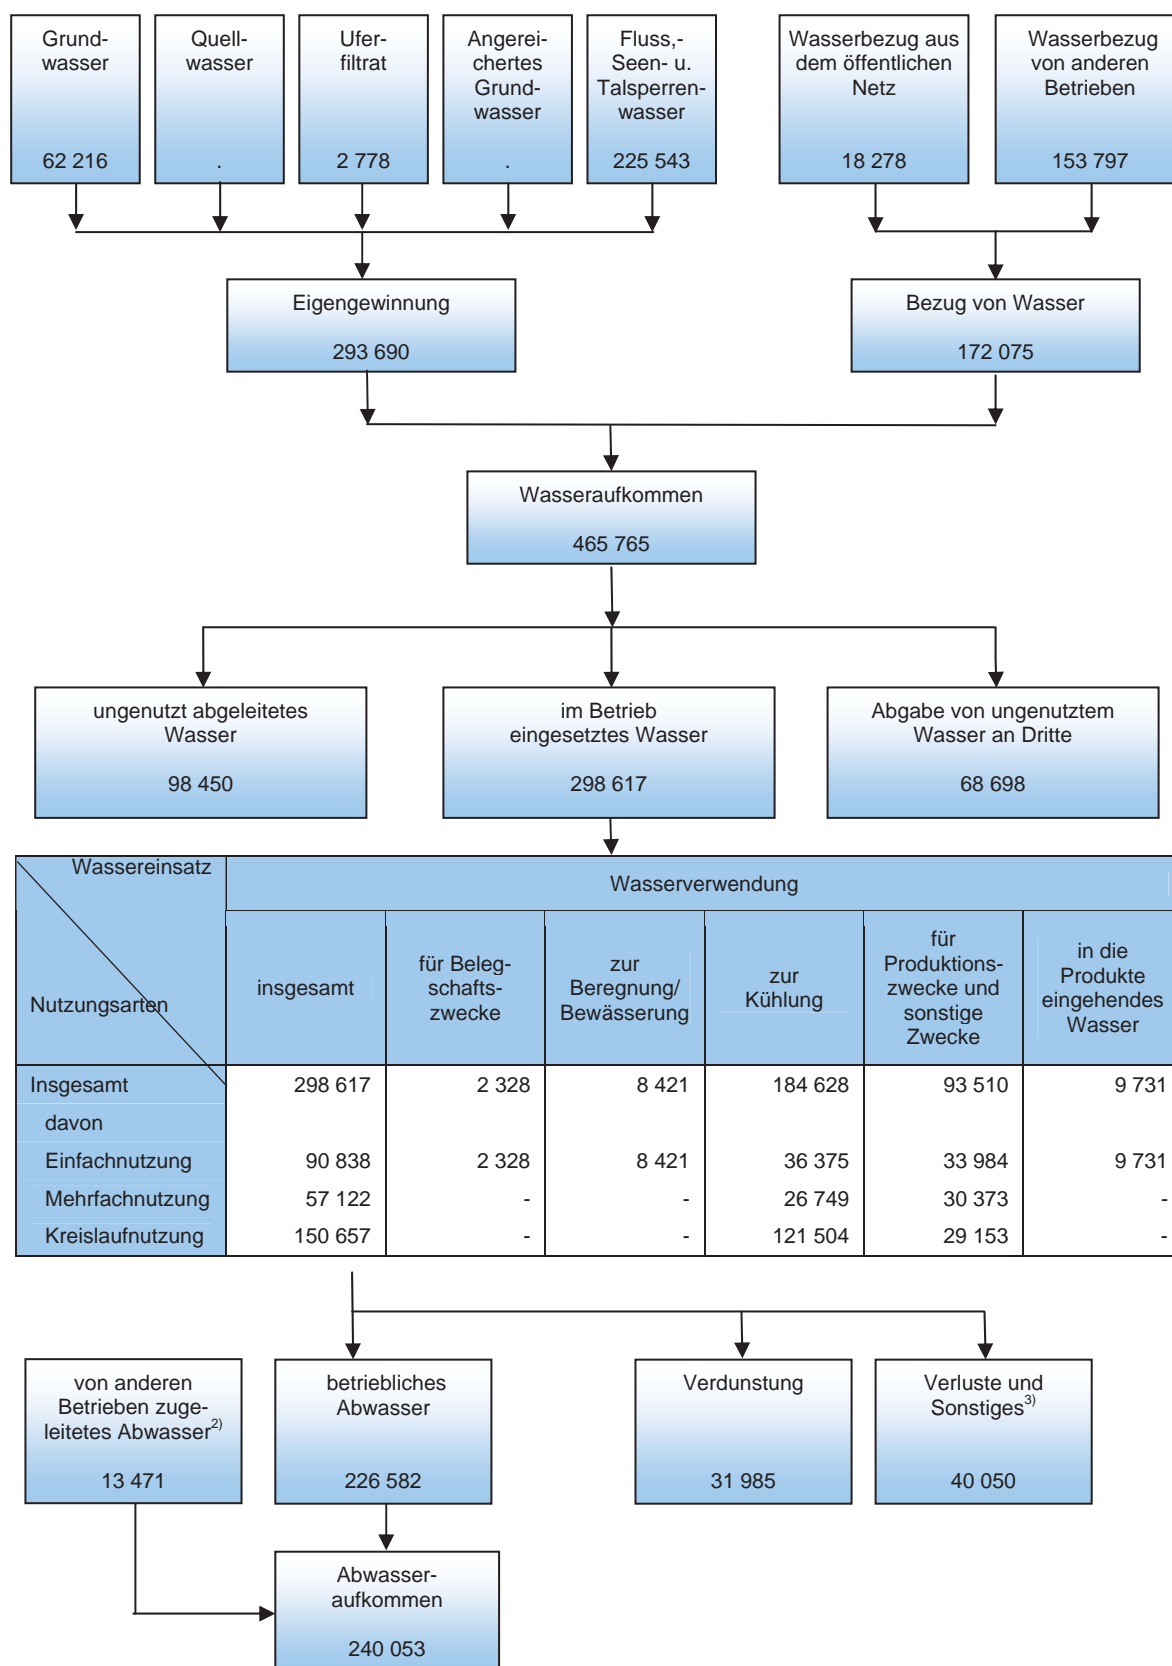 Grund-
wasser
62 216
Quell-
wasser
.
Ufer-
filtrat
2 778
Angerei-
chertes
Grund-
wasser
.
Fluss,-
Seen- u.
Talsperren-
wasser
225 543
Wasserbezug aus
dem öffentlichen
Netz
18 278
Wasserbezug
von anderen
Betrieben
153 797
Eigengewinnung
293 690
Bezug von Wasser
172 075
Wasseraufkommen
465 765
ungenutzt abgeleitetes
Wasser
98 450
im Betrieb
eingesetztes Wasser
298 617
Abgabe von ungenutztem
Wasser an Dritte
68 698
Wassereinsatz
Nutzungsarten
Wasserverwendung
insgesamt
für Beleg-
schafts-
zwecke
zur
Beregnung/
Bewässerung
zur
Kühlung
für
Produktions-
zwecke und
sonstige
Zwecke
in die
Produkte
eingehendes
Wasser
Insgesamt 298 617 2 328 8 421 184 628 93 510 9 731
davon
Einfachnutzung 90 838 2 328 8 421 36 375 33 984 9 731
Mehrfachnutzung 57 122 - - 26 749 30 373 -
Kreislaufnutzung 150 657 - - 121 504 29 153 -
von anderen
Betrieben zuge-
leitetes Abwasser2)
13 471
betriebliches
Abwasser
226 582
Verdunstung
31 985
Verluste und
Sonstiges3)
40 050
Abwasser-
aufkommen
240 053